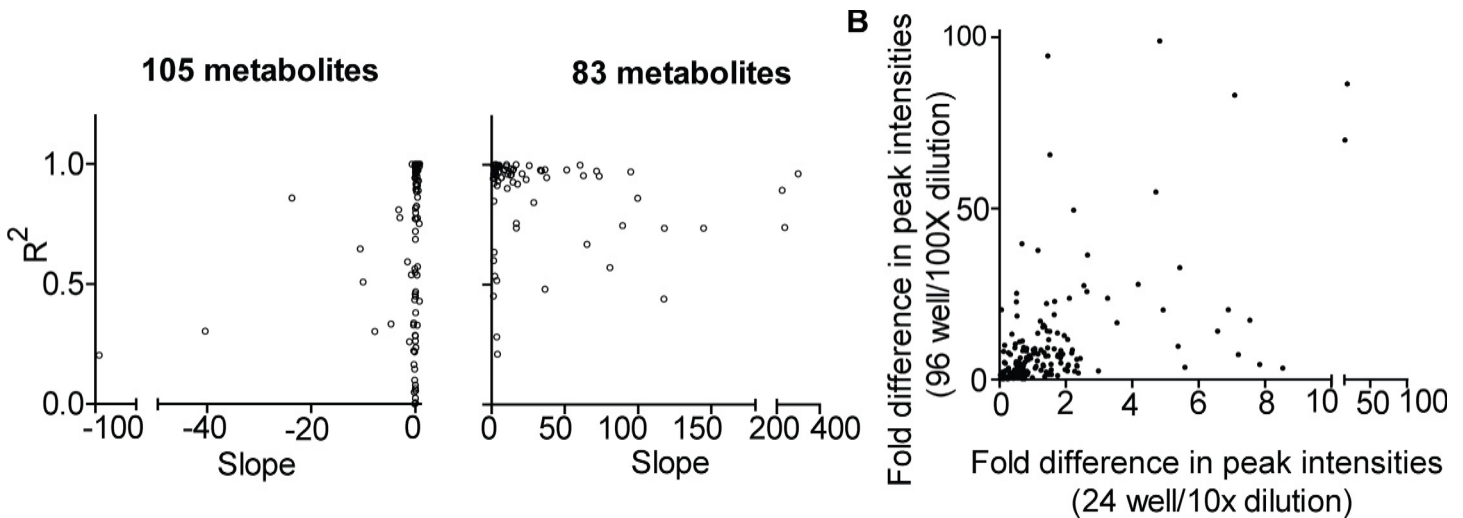 105 metabolites
1.0
0.5
0.0
R2
-100 -40 -20 0
Slope
83 metabolites
0 50 100 150 200 400
Slope
B
Fold difference in peak intensities
(96 well/100X dilution)
100
50
0
0 2 4 6 8 10 50 100
Fold difference in peak intensities
(24 well/10x dilution)